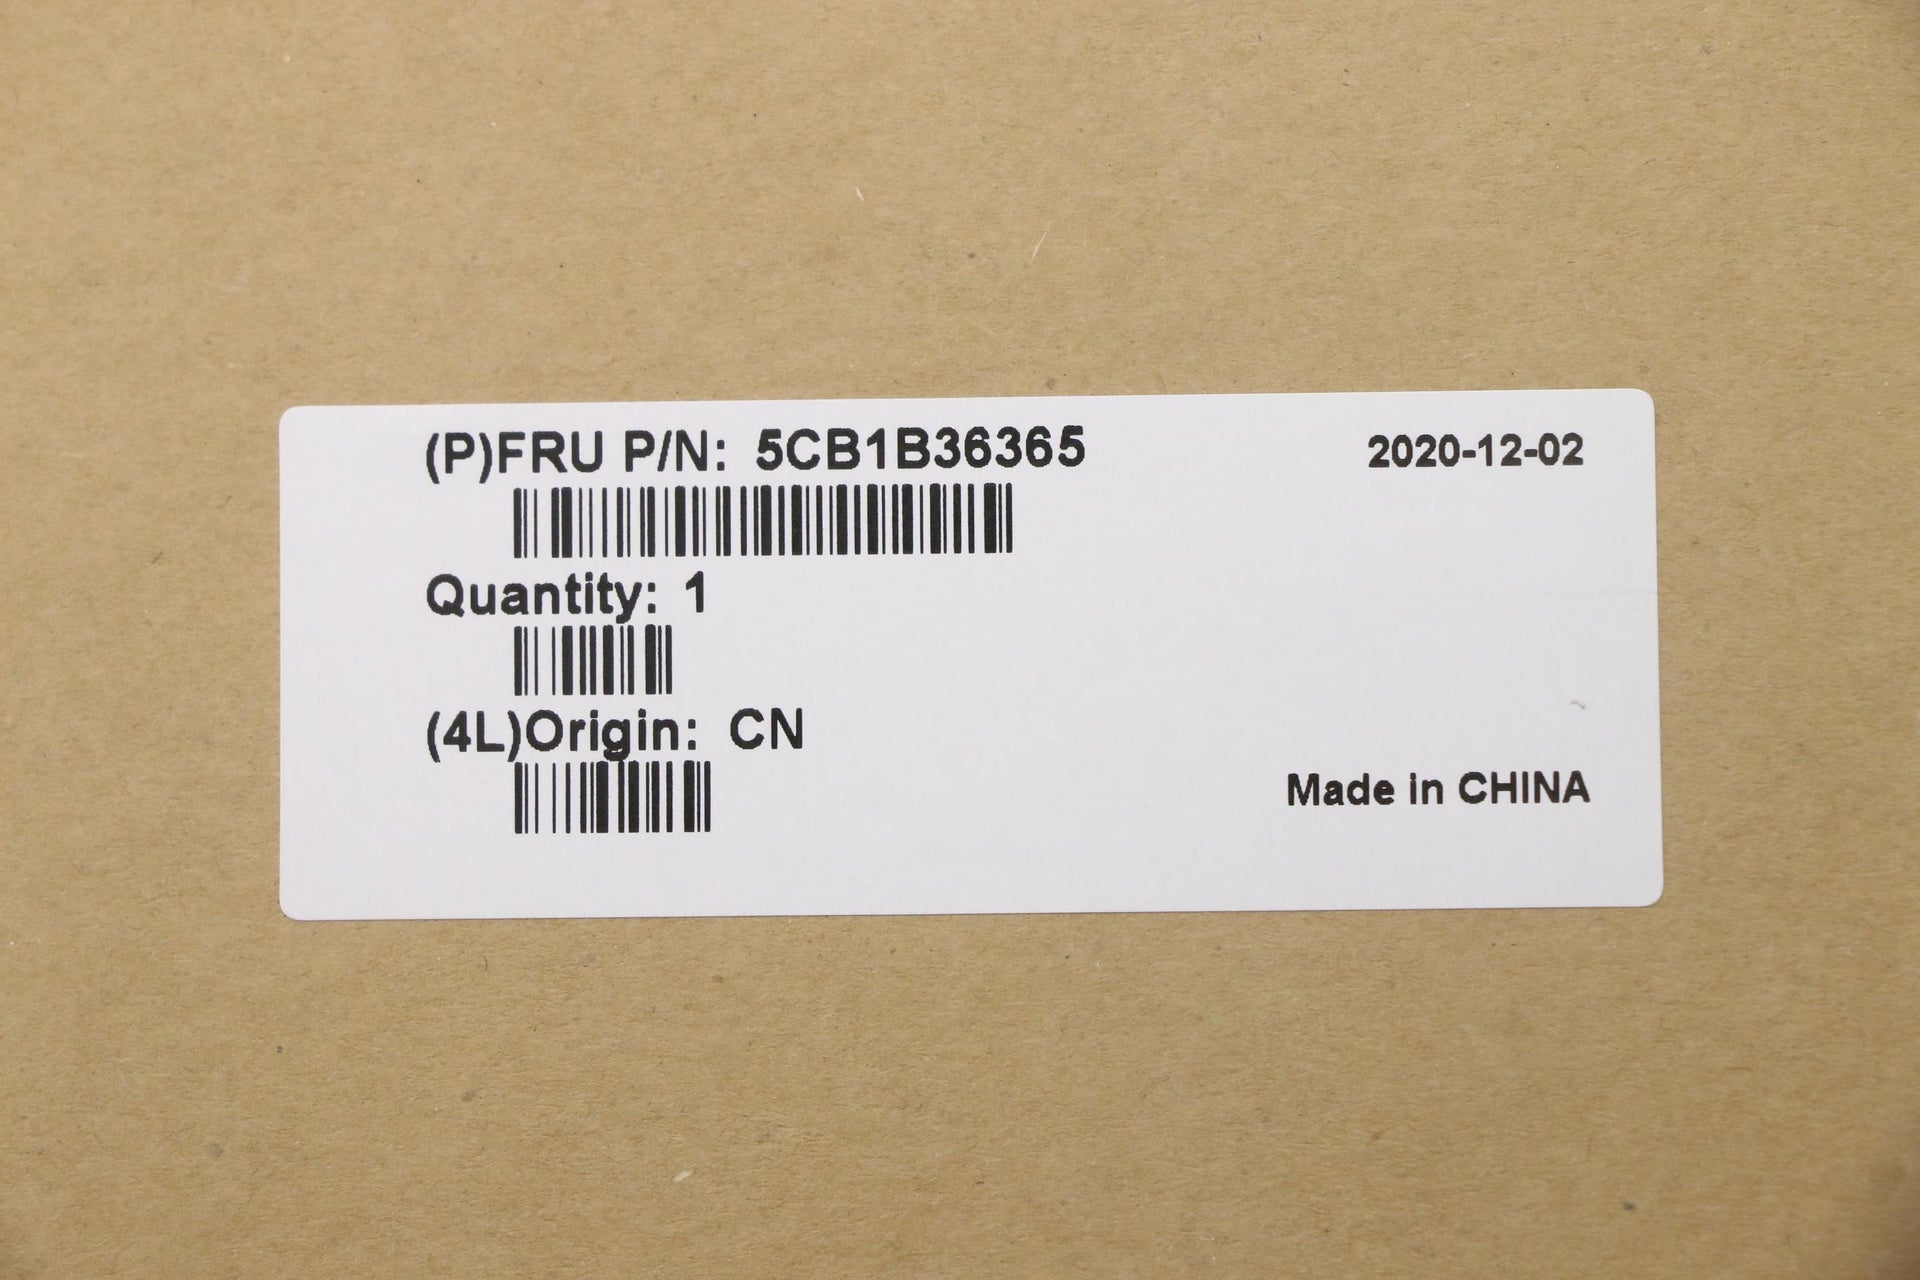 (P)FRU P/N: 5CB1B36365 2020-12-02
Quantity: 1
(4L)Origin: CN
Made in CHINA